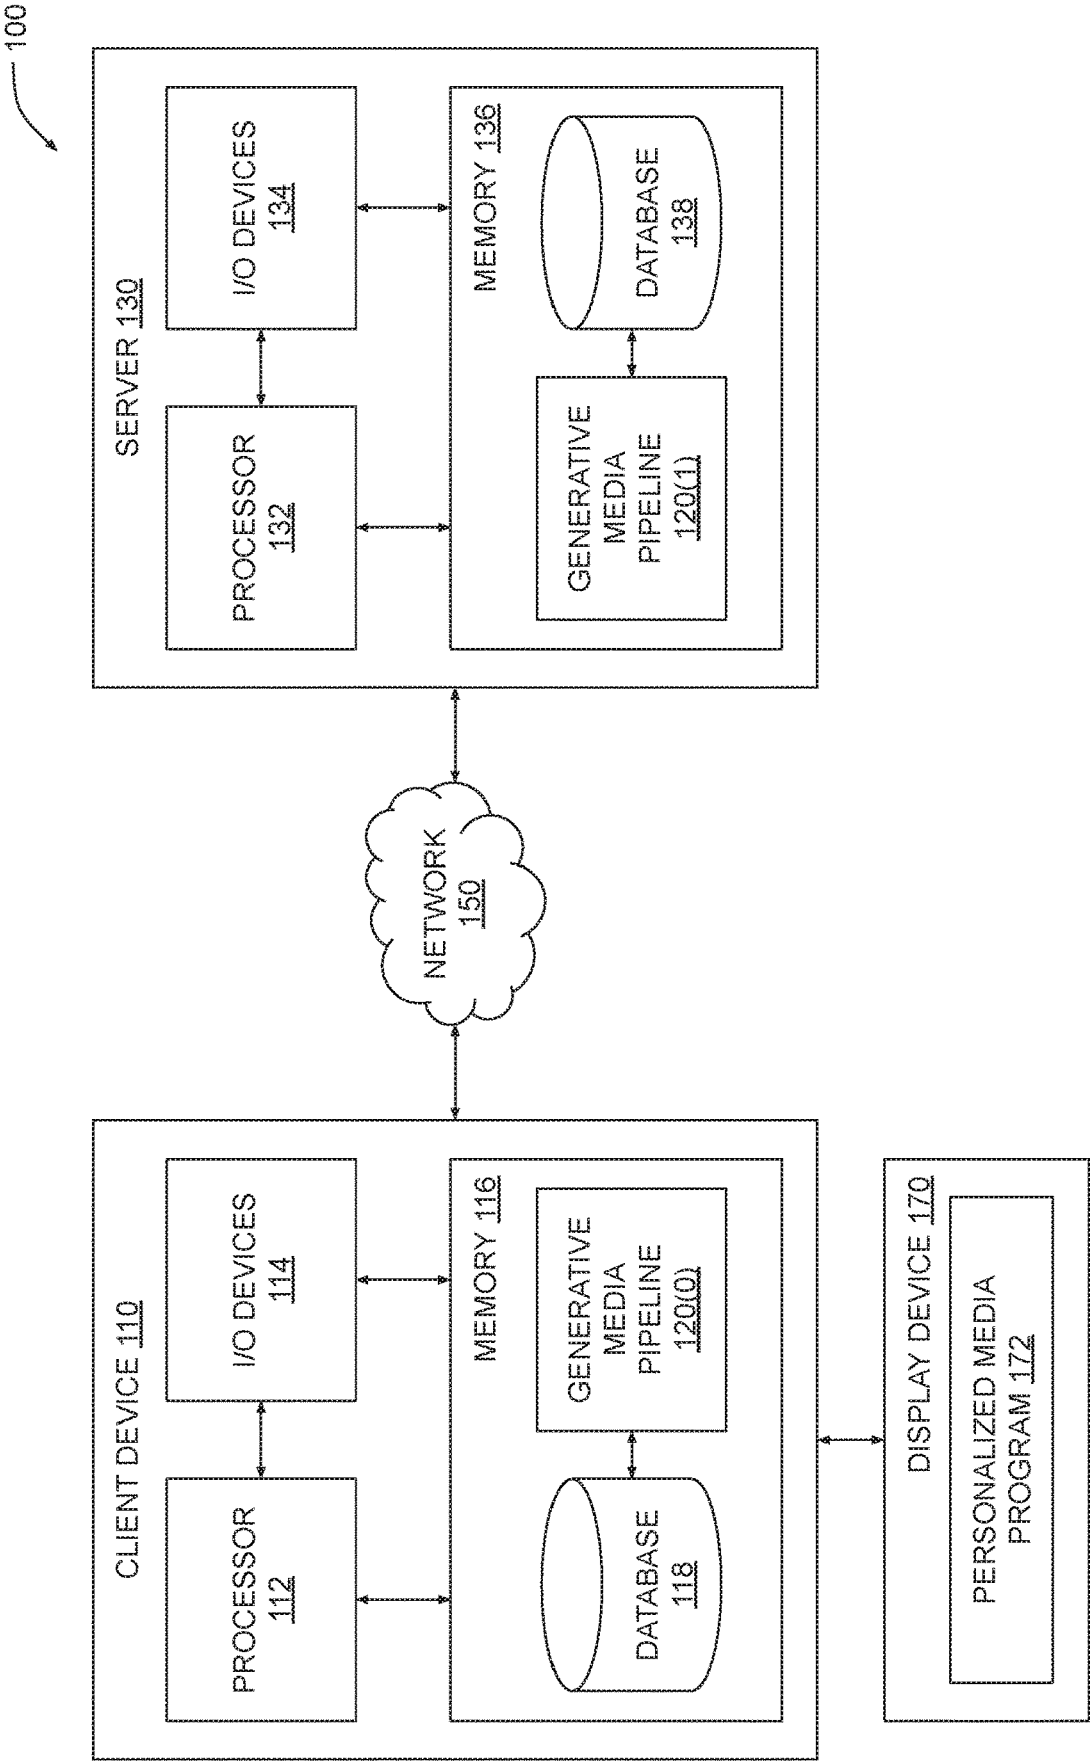 100
CLIENT DEVICE 110
PROCESSOR
112
I/O DEVICES
114
MEMORY 116
DATABASE
118
GENERATIVE
MEDIA
PIPELINE
120(0)
DISPLAY DEVICE 170
PERSONALIZED MEDIA
PROGRAM 172
NETWORK
150
SERVER 130
PROCESSOR
132
I/O DEVICES
134
MEMORY 136
GENERATIVE
MEDIA
PIPELINE
120(1)
DATABASE
138